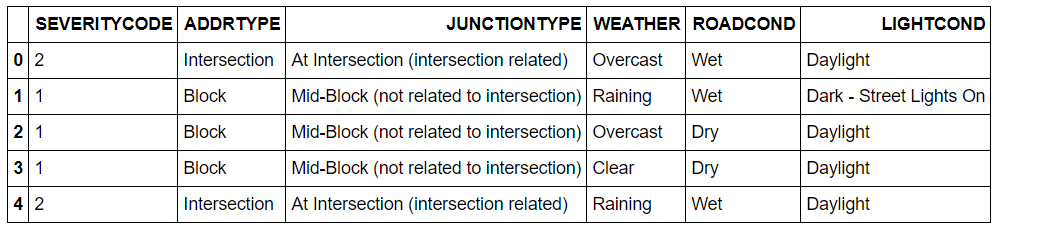 SEVERITYCODE ADDRTYPE JUNCTIONTYPE WEATHER ROADCOND LIGHTCOND
0 2 Intersection At Intersection (intersection related) Overcast Wet Daylight
1 1 Block Mid-Block (not related to intersection) Raining Wet Dark - Street Lights On
2 1 Block Mid-Block (not related to intersection) Overcast Dry Daylight
3 1 Block Mid-Block (not related to intersection) Clear Dry Daylight
4 2 Intersection At Intersection (intersection related) Raining Wet Daylight